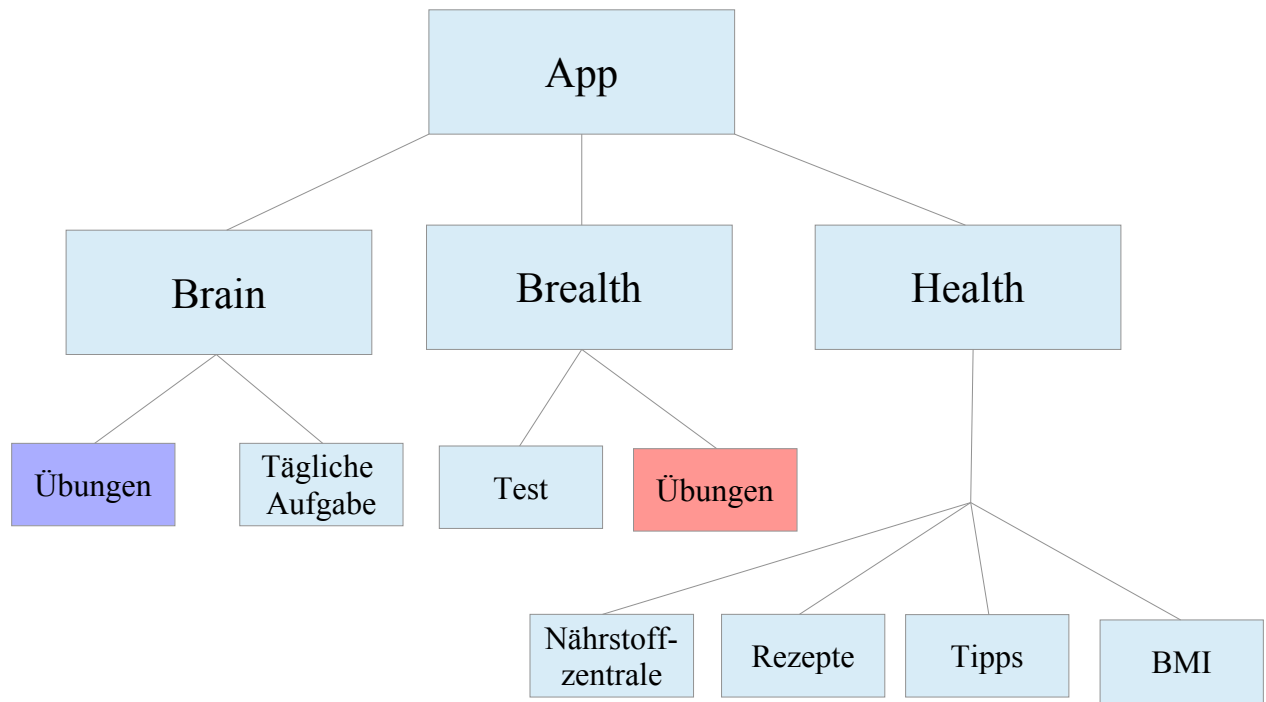 App
Brain
Brealth
Health
Übungen
Tägliche
Aufgabe
Test
Übungen
Nährstoff-
zentrale
Rezepte
Tipps
BMI